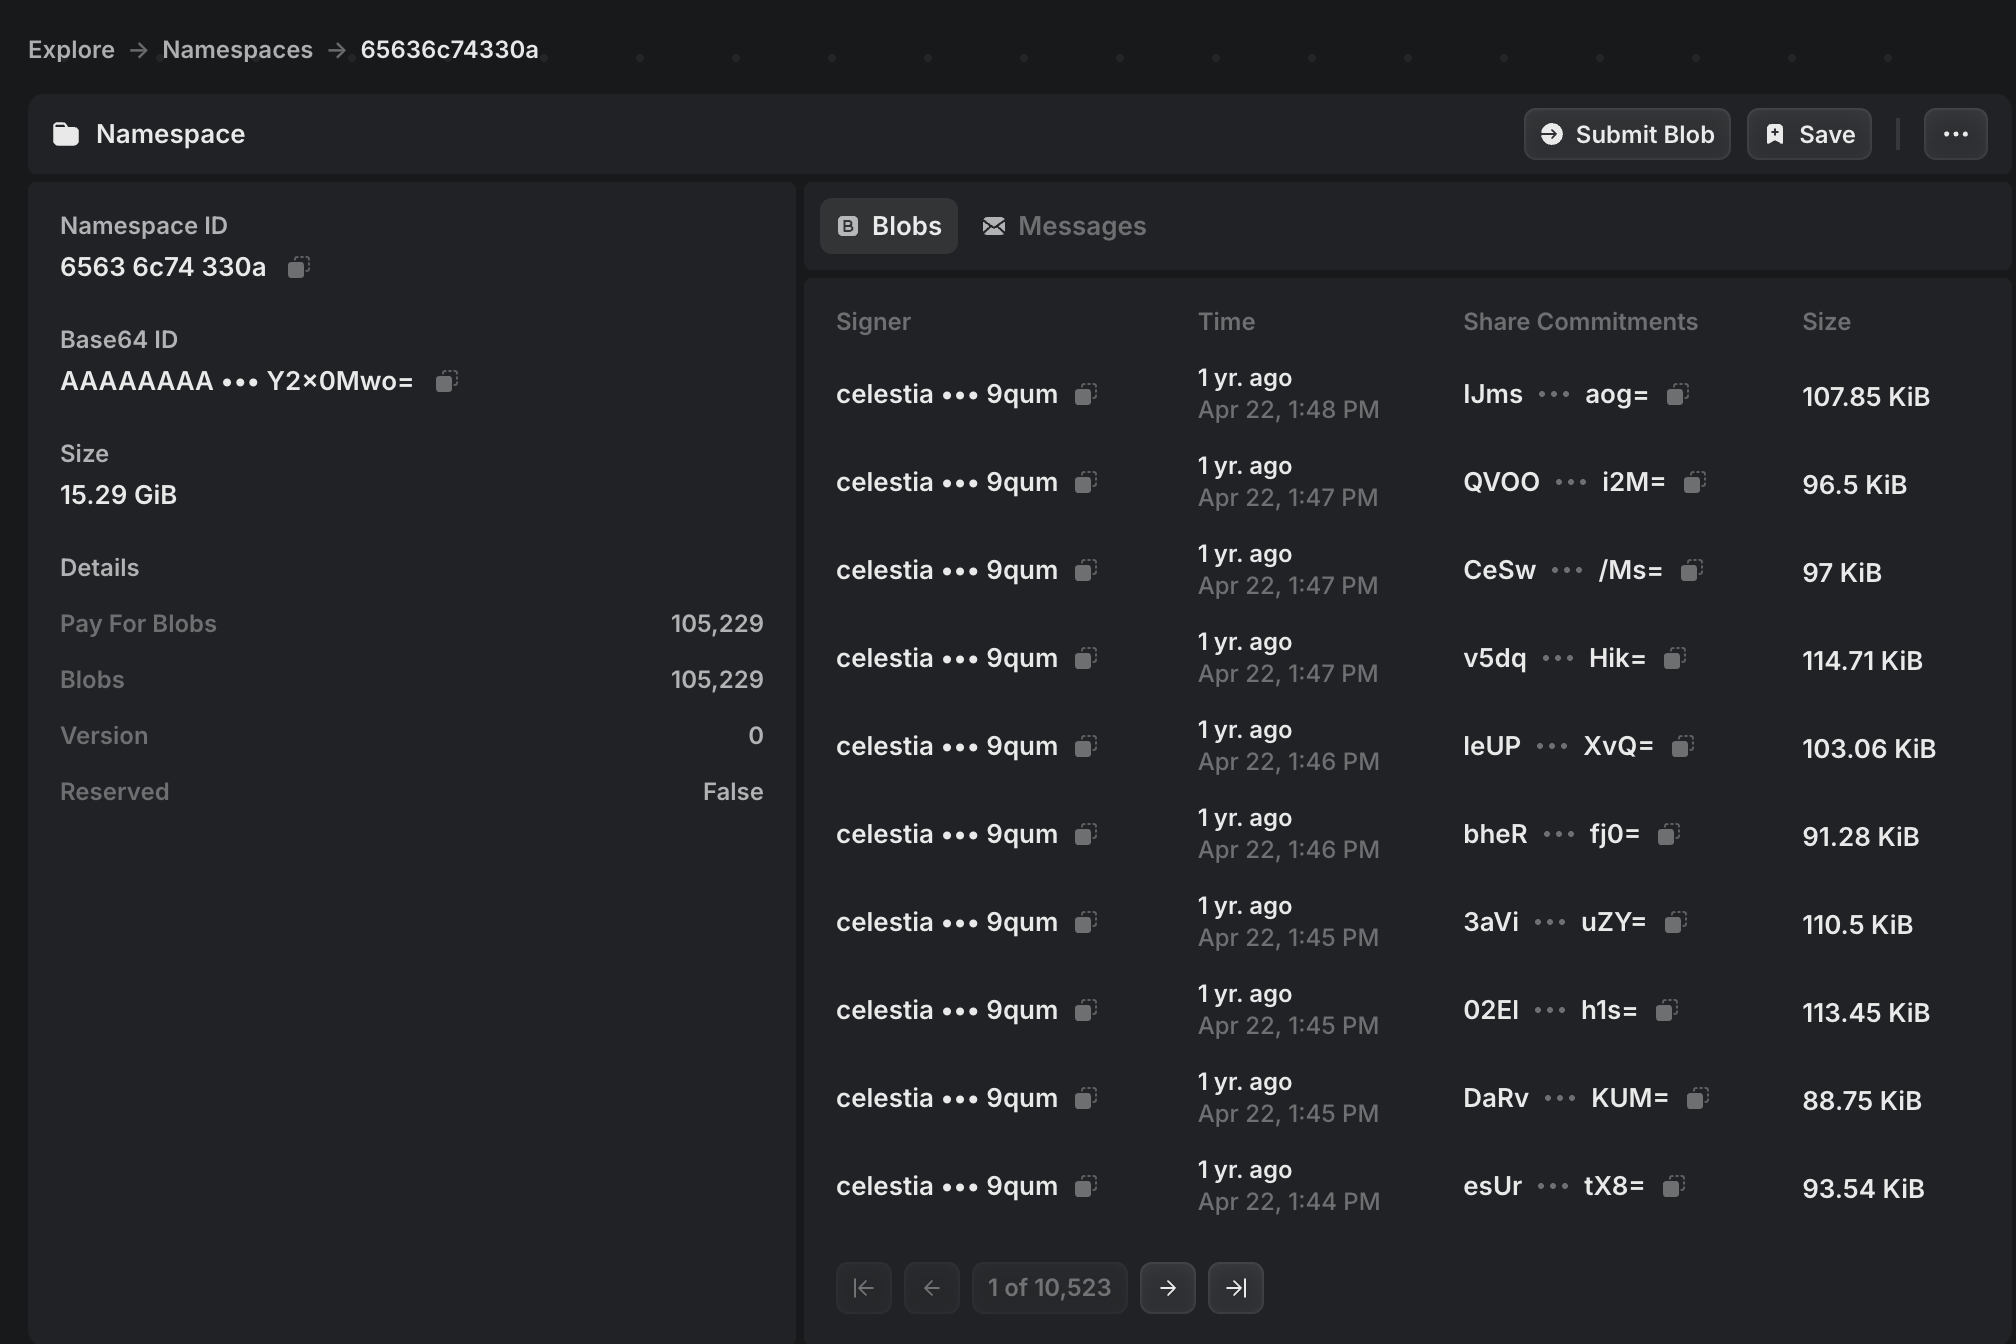 Explore → Namespaces → 65636c74330a
Namespace
Submit Blob
Save
Namespace ID
6563 6c74 330a
Base64 ID
AAAAAAAA ••• Y2x0Mwo=
Size
15.29 GiB
Details
Pay For Blobs 105,229
Blobs 105,229
Version 0
Reserved False
Blobs Messages
Signer Time Share Commitments Size
celestia ••• 9qum 1 yr. ago IJms ••• aog= 107.85 KiB
Apr 22, 1:48 PM
celestia ••• 9qum 1 yr. ago QVOO ••• i2M= 96.5 KiB
Apr 22, 1:47 PM
celestia ••• 9qum 1 yr. ago CeSw ••• /Ms= 97 KiB
Apr 22, 1:47 PM
celestia ••• 9qum 1 yr. ago v5dq ••• Hik= 114.71 KiB
Apr 22, 1:47 PM
celestia ••• 9qum 1 yr. ago IeUP ••• XvQ= 103.06 KiB
Apr 22, 1:46 PM
celestia ••• 9qum 1 yr. ago bheR ••• fj0= 91.28 KiB
Apr 22, 1:46 PM
celestia ••• 9qum 1 yr. ago 3aVi ••• uZY= 110.5 KiB
Apr 22, 1:45 PM
celestia ••• 9qum 1 yr. ago 02EI ••• h1s= 113.45 KiB
Apr 22, 1:45 PM
celestia ••• 9qum 1 yr. ago DaRv ••• KUM= 88.75 KiB
Apr 22, 1:45 PM
celestia ••• 9qum 1 yr. ago esUr ••• tX8= 93.54 KiB
Apr 22, 1:44 PM
1 of 10,523